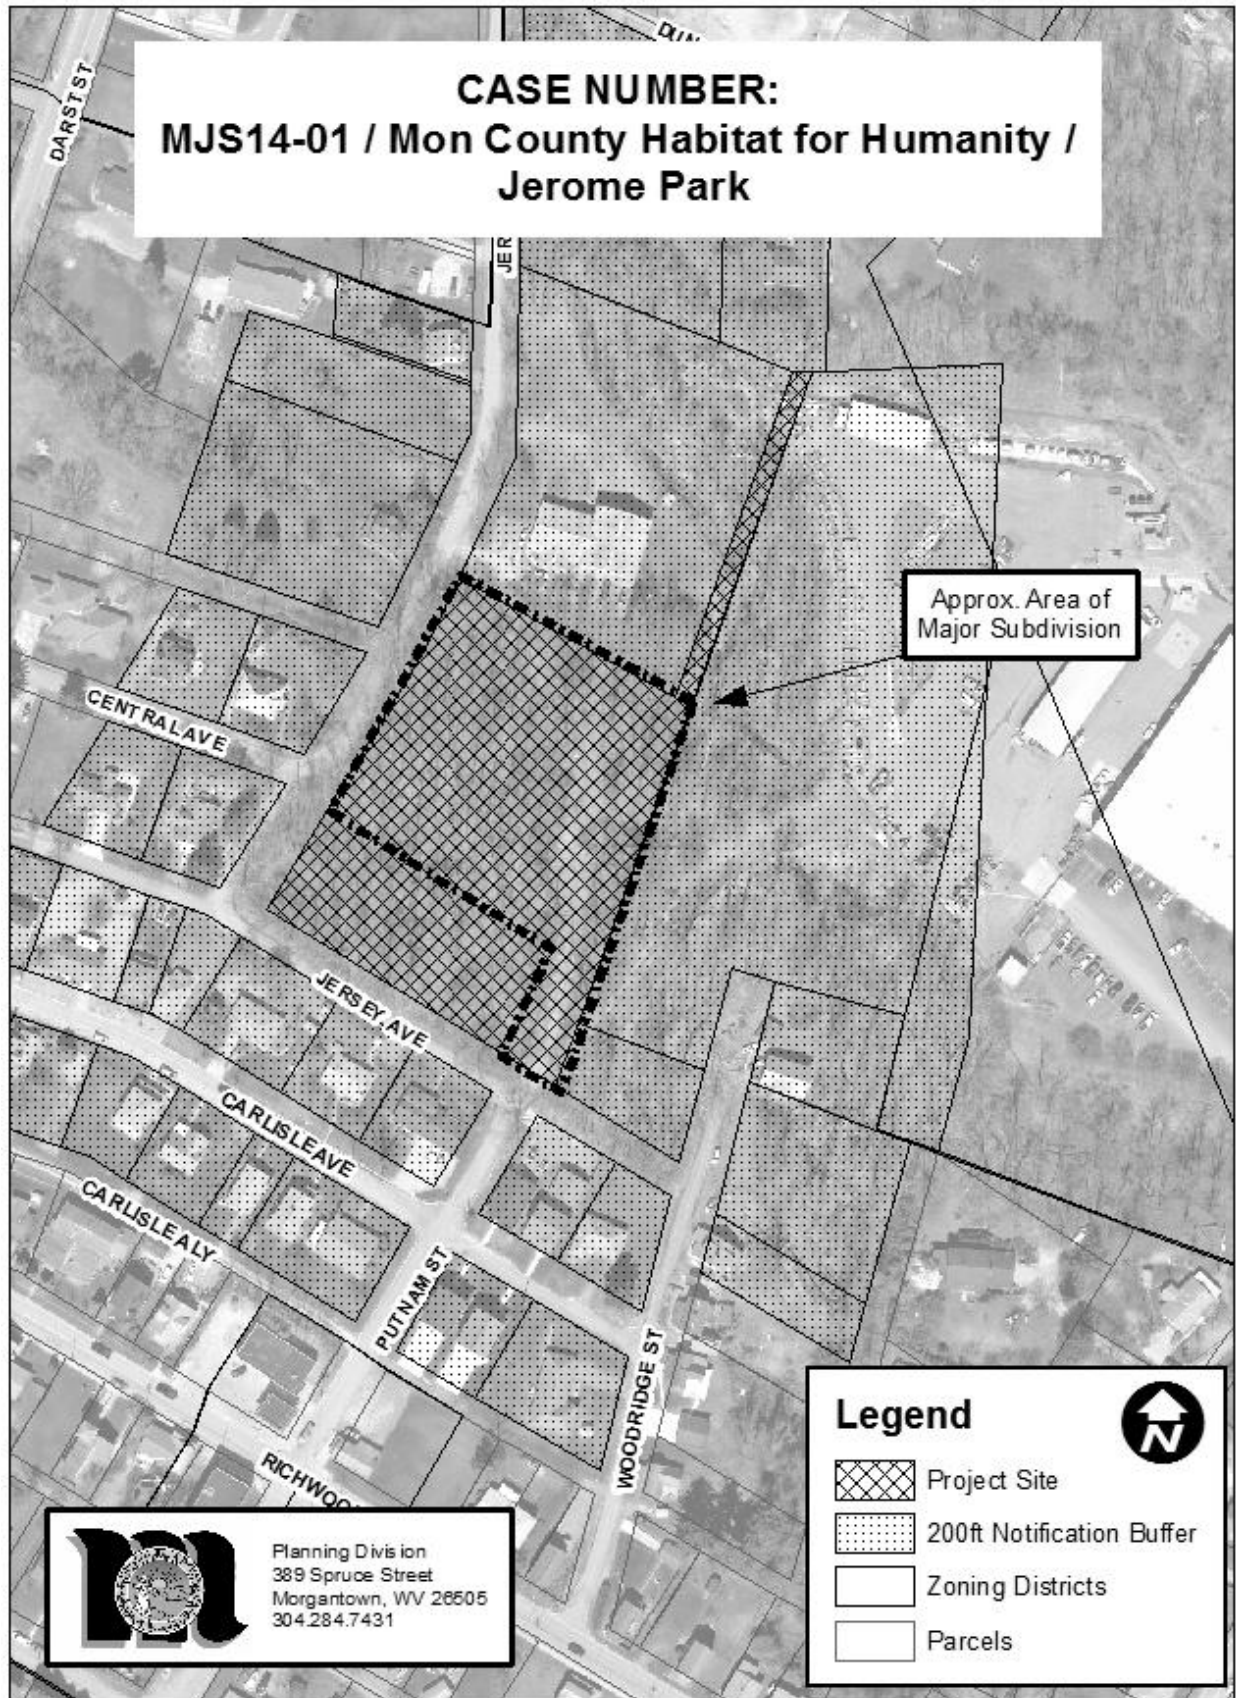 CASE NUMBER:
MJS14-01 / Mon County Habitat for Humanity /
Jerome Park
DARST ST
JER
Approx. Area of
Major Subdivision
CENTRAL AVE
JERSEY AVE
CARLISLE AVE
CARLISLE ALY
PUTNAM ST
WOODRIDGE ST
Legend
N
Project Site
200ft Notification Buffer
Zoning Districts
Parcels
Planning Division
389 Spruce Street
Morgantown, WV 26505
304.284.7431